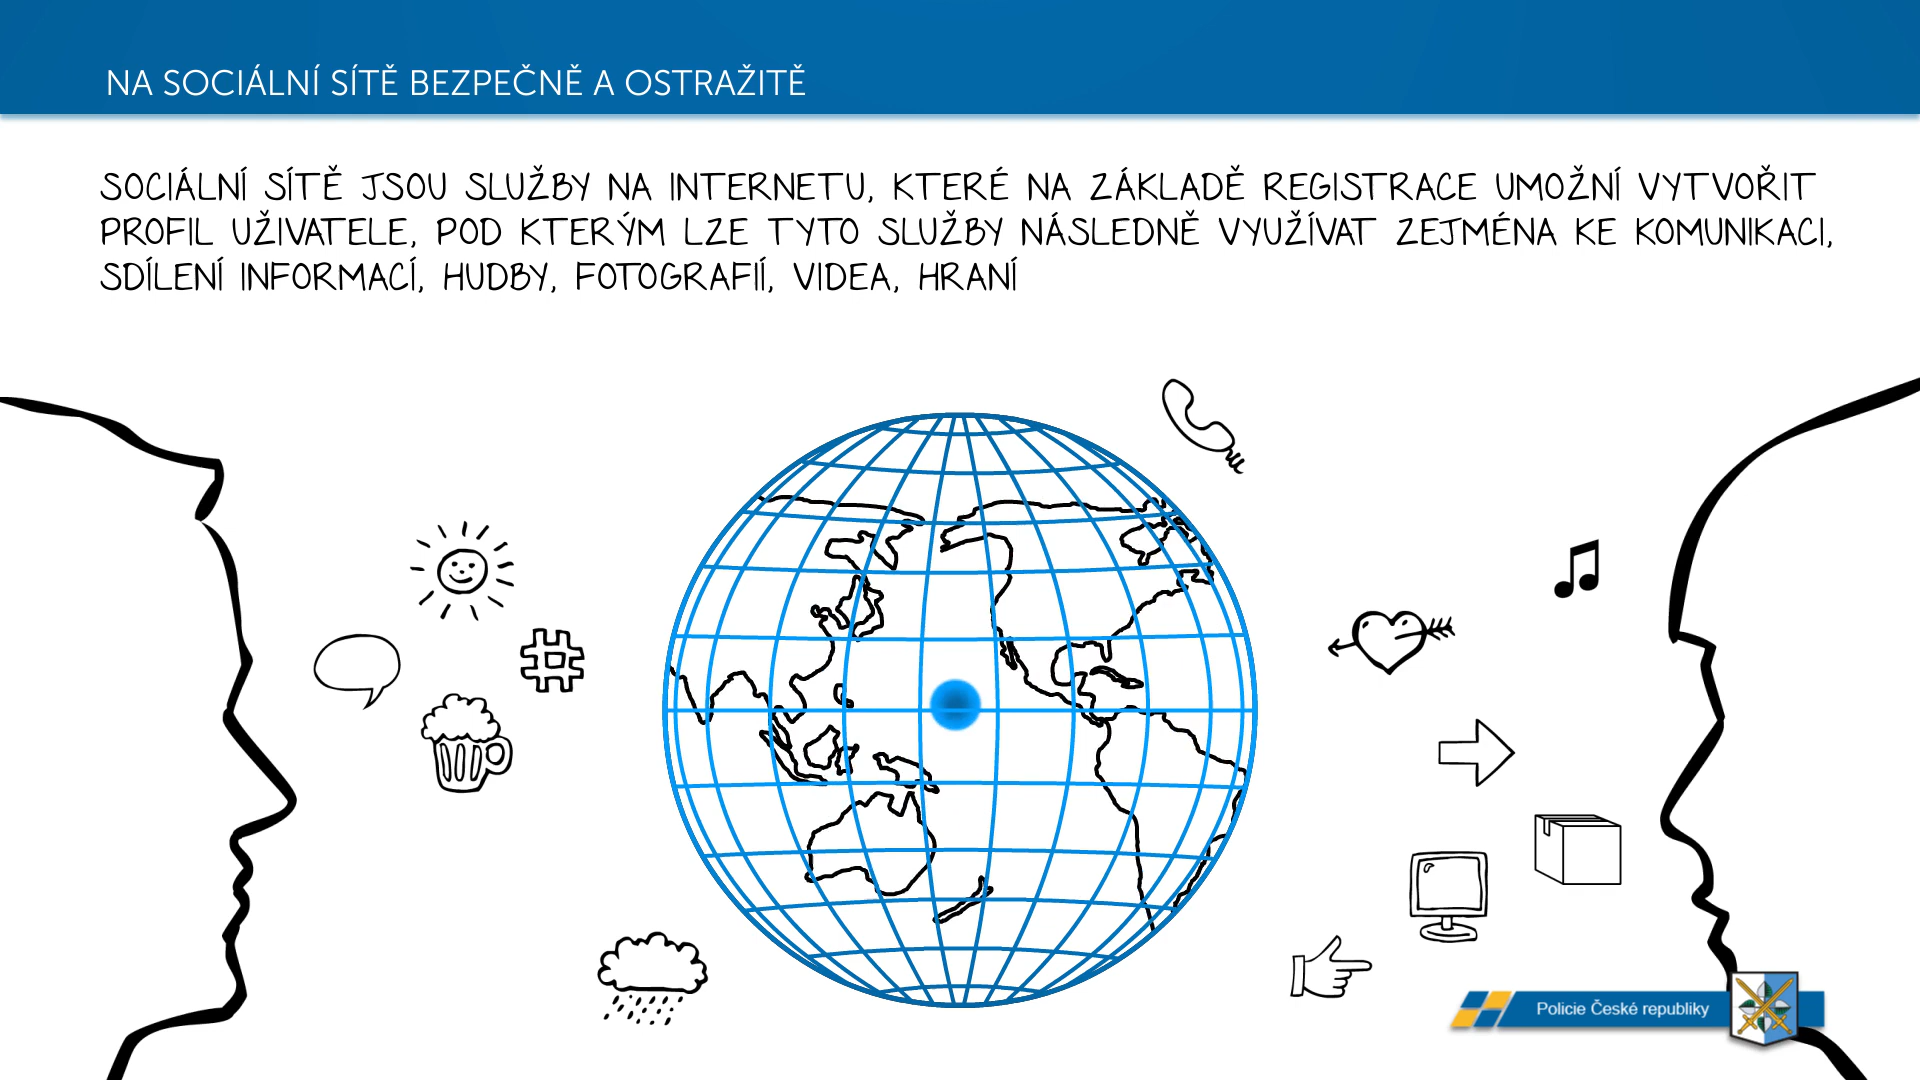 NA SOCIÁLNÍ SÍTĚ BEZPEČNĚ A OSTRAŽITĚ
SOCIÁLNÍ SÍTĚ JSOU SLUŽBY NA INTERNETU, KTERÉ NA ZÁKLADĚ REGISTRACE UMOŽNÍ VYTVOŘIT
PROFIL UŽIVATELE, POD KTERÝM LZE TYTO SLUŽBY NÁSLEDNĚ VYUŽÍVAT ZEJMÉNA KE KOMUNIKACI,
SDÍLENÍ INFORMACÍ, HUDBY, FOTOGRAFIÍ, VIDEA, HRANÍ
Policie České republiky